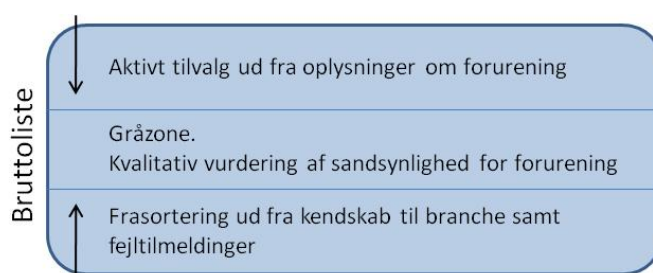 Bruttoliste
Aktivt tilvalg ud fra oplysninger om forurening
Gråzone.
Kvalitativ vurdering af sandsynlighed for forurening
Frasortering ud fra kendskab til branche samt
fejltilmeldinger